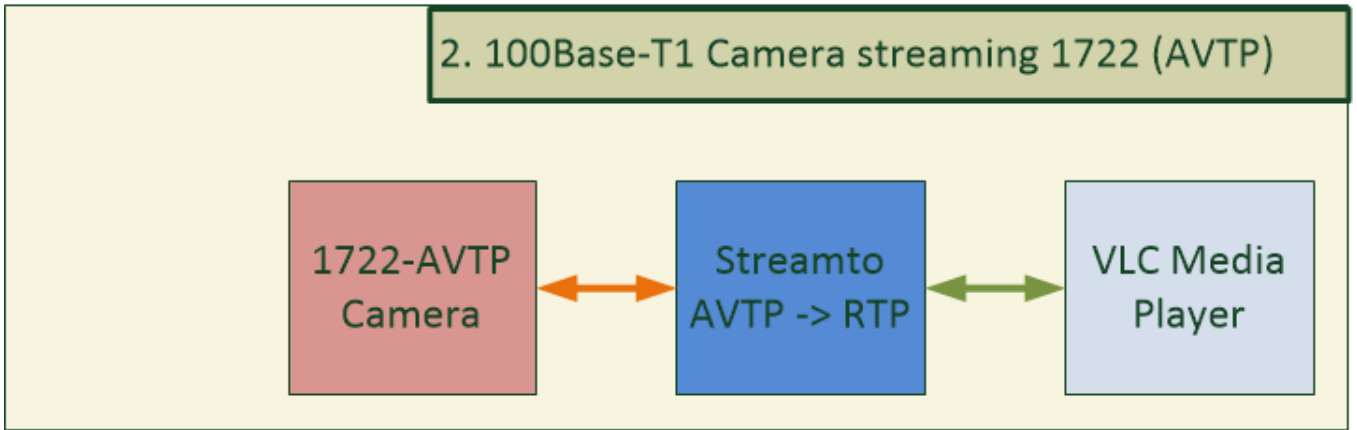 2. 100Base-T1 Camera streaming 1722 (AVTP)
1722-AVTP
Camera
Streamto
AVTP -> RTP
VLC Media
Player